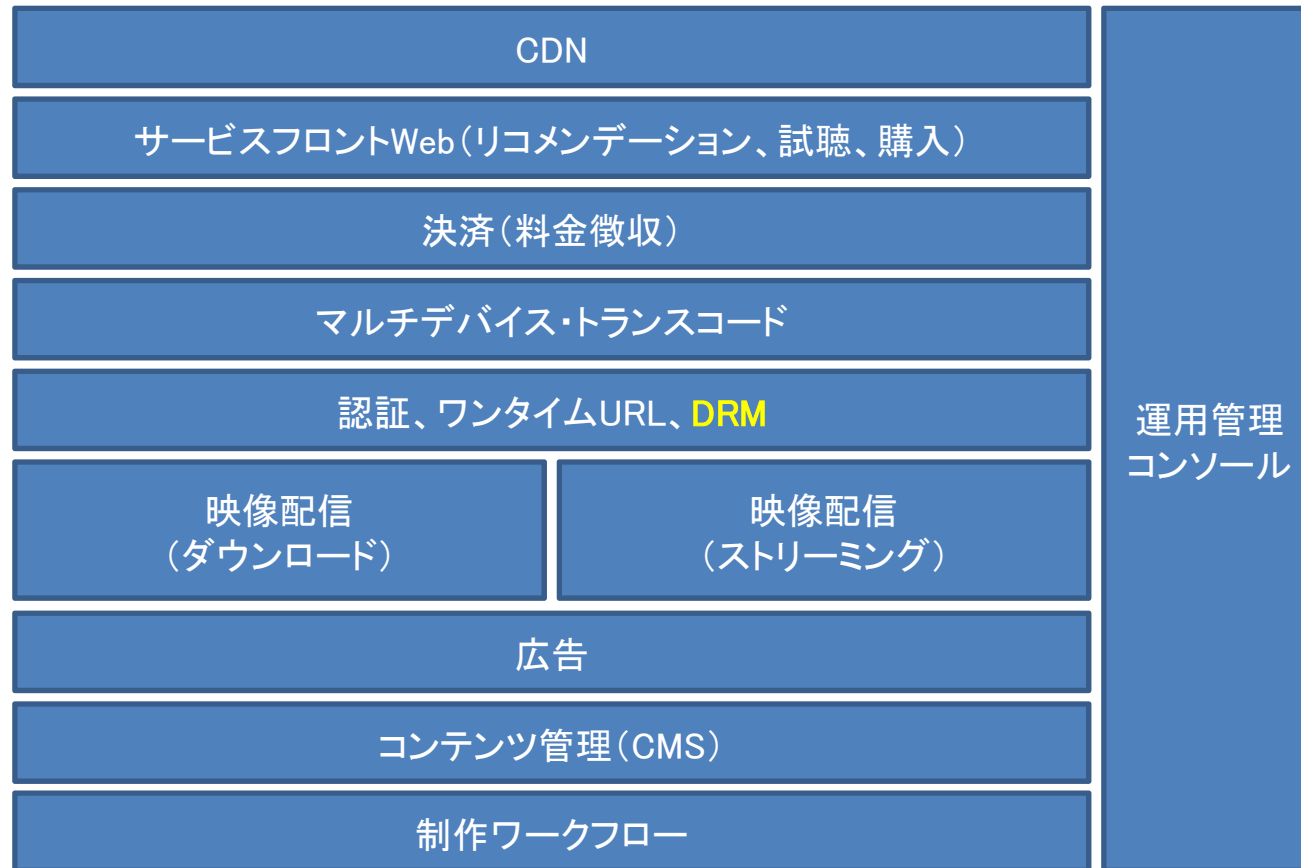 CDN
サービスフロントWeb（リコメンデーション、試聴、購入）
決済（料金徴収）
マルチデバイス・トランスコード
認証、ワンタイムURL、DRM
映像配信
（ダウンロード）
映像配信
（ストリーミング）
広告
コンテンツ管理（CMS）
制作ワークフロー
運用管理
コンソール